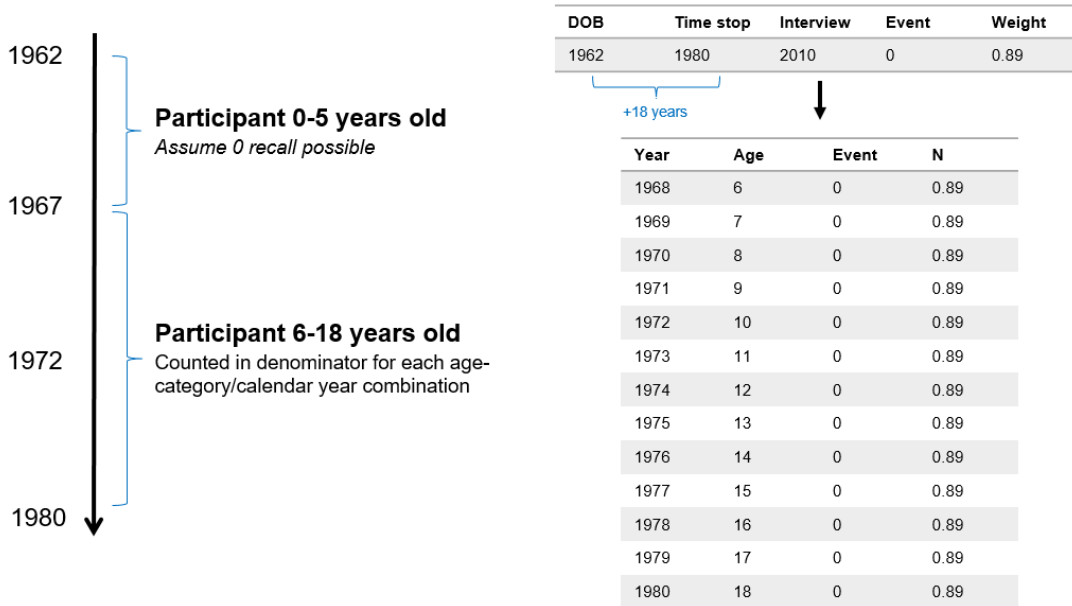 1962
Participant 0-5 years old
Assume 0 recall possible
1967
Participant 6-18 years old
Counted in denominator for each age-
category/calendar year combination
1972
1980
DOB Time stop Interview Event Weight
1962 1980 2010 0 0.89
+18 years
Year Age Event N
1968 6 0 0.89
1969 7 0 0.89
1970 8 0 0.89
1971 9 0 0.89
1972 10 0 0.89
1973 11 0 0.89
1974 12 0 0.89
1975 13 0 0.89
1976 14 0 0.89
1977 15 0 0.89
1978 16 0 0.89
1979 17 0 0.89
1980 18 0 0.89